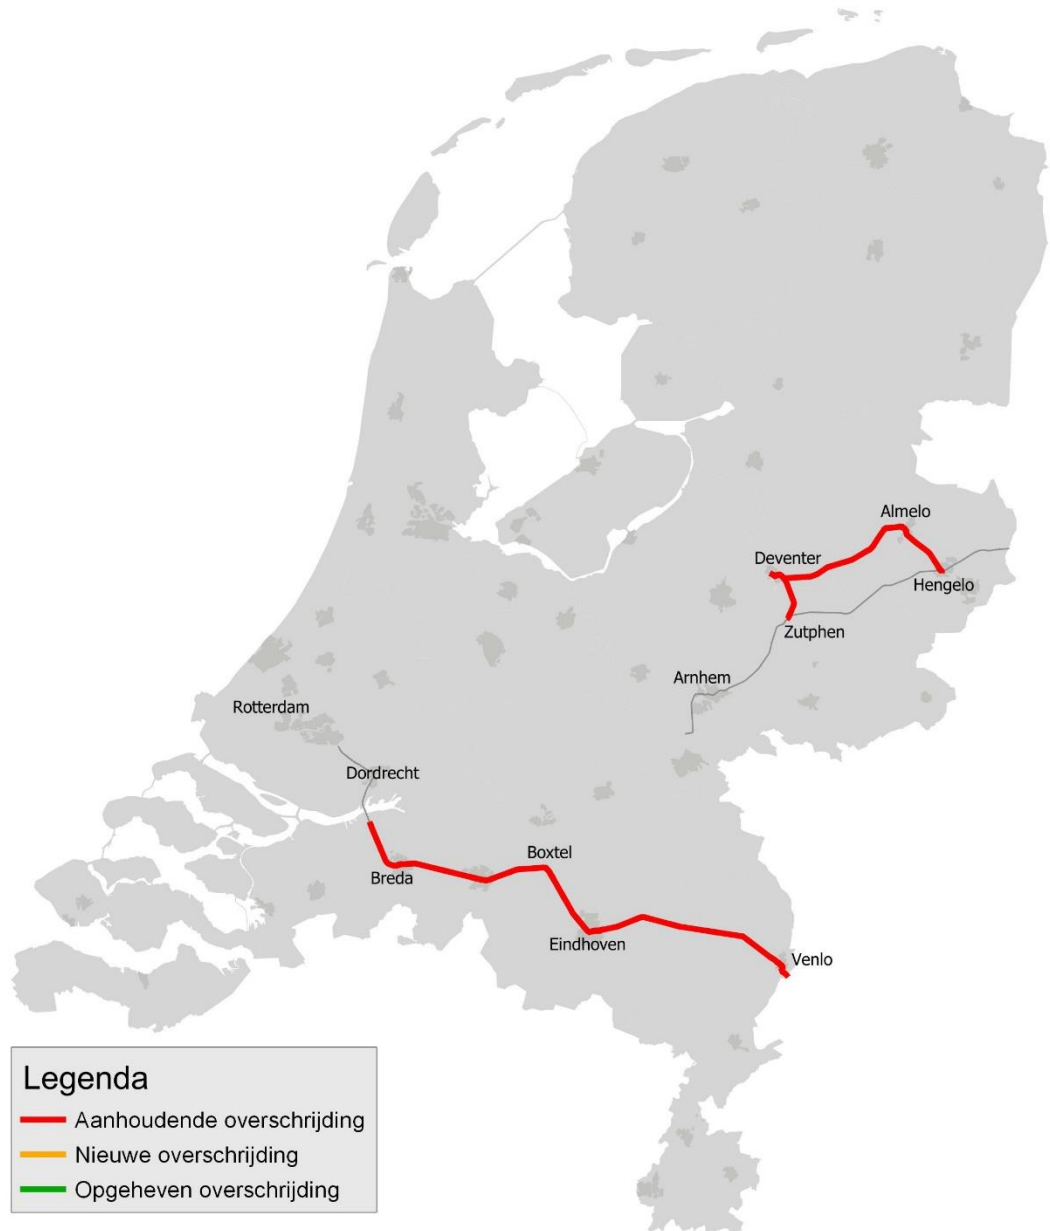 Almelo
Deventer
Hengelo
Zutphen
Arnhem
Rotterdam
Dordrecht
Boxtel
Breda
Eindhoven
Venlo
Legenda
Aanhoudende overschrijding
Nieuwe overschrijding
Opgeheven overschrijding